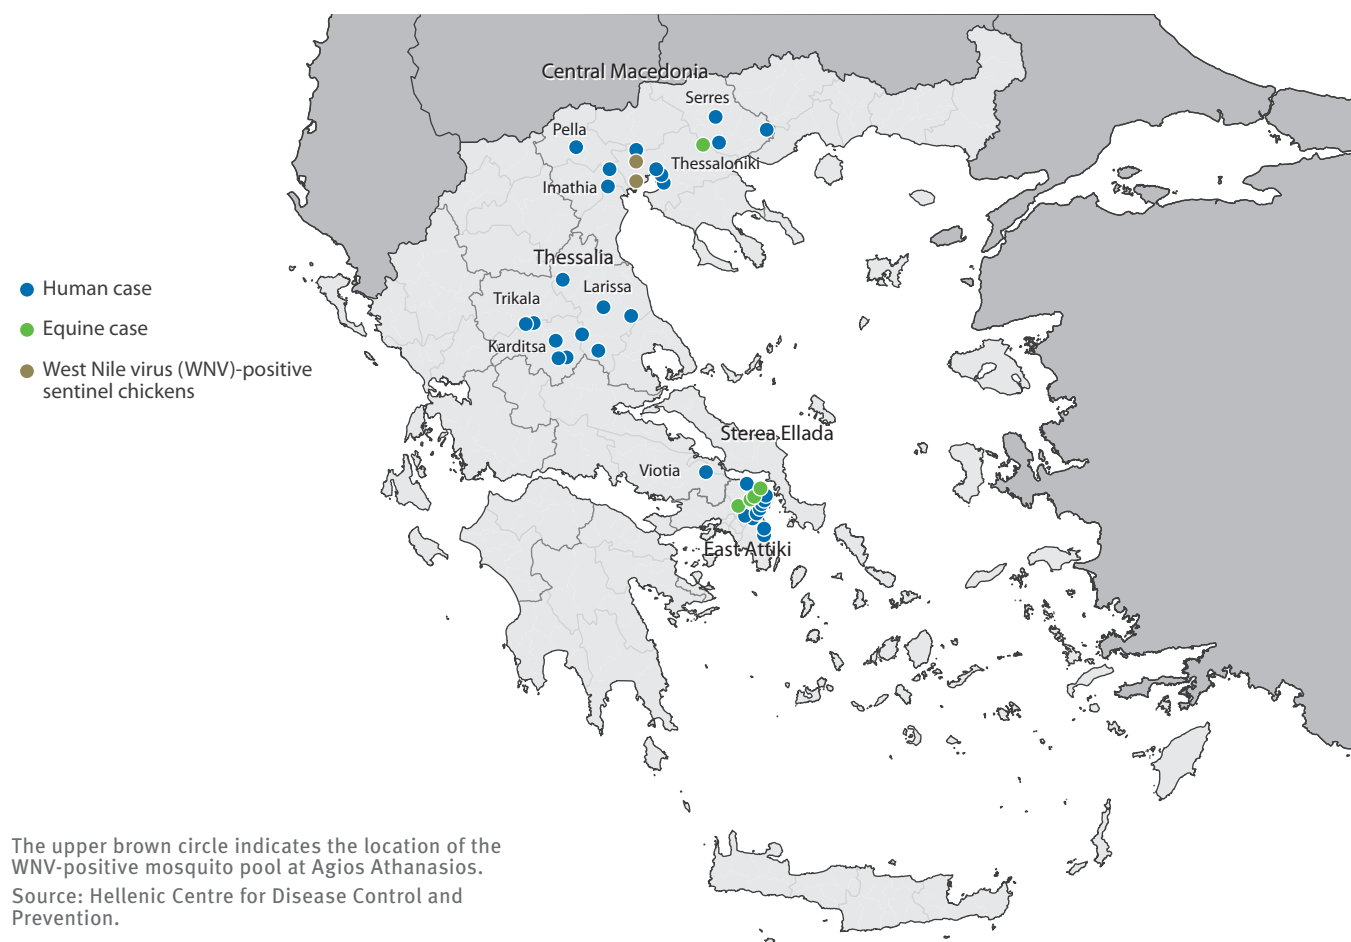 Central Macedonia
Serres
Pella
Thessaloniki
Imathia
Thessalia
Larissa
Trikala
Karditsa
Human case
Equine case
West Nile virus (WNV)-positive
sentinel chickens
Sterea Ellada
Viotia
East Attiki
The upper brown circle indicates the location of the
WNV-positive mosquito pool at Agios Athanasios.
Source: Hellenic Centre for Disease Control and
Prevention.